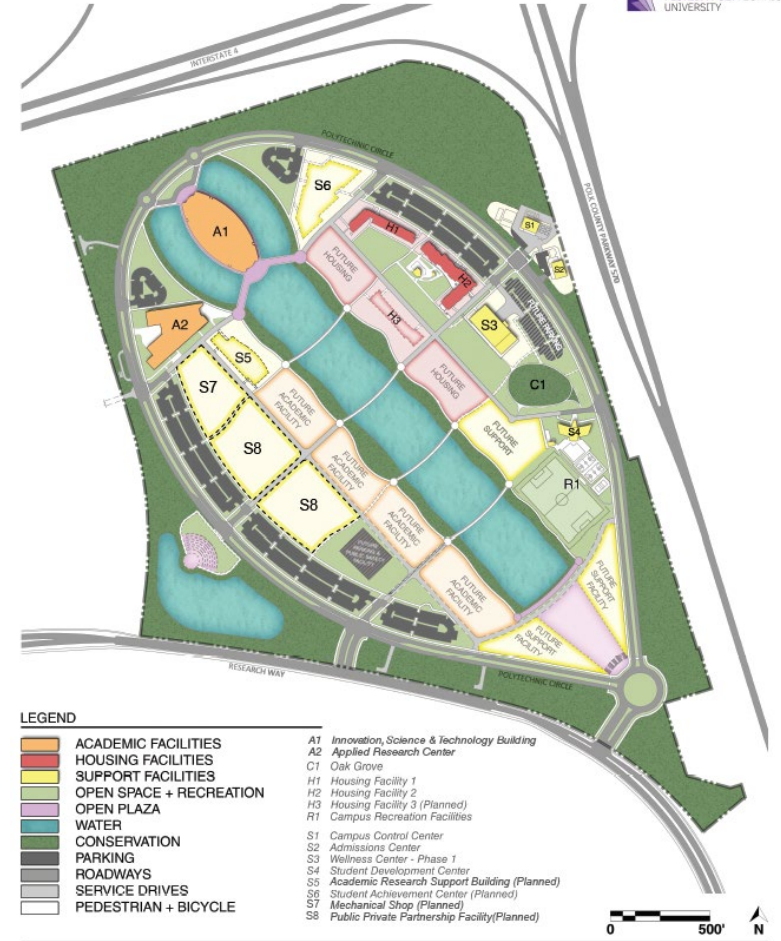 UNIVERSITY
INTERSTATE 4
POLYTECHNIC CIRCLE
POLK COUNTY PARKWAY 570
S6
S1
A1
H1
S2
FUTURE
HOUSING
H2
H3
FUTURE PARKING
S3
A2
S5
FUTURE
HOUSING
C1
S7
FUTURE
ACADEMIC
FACILITY
FUTURE
SUPPORT
S4
S8
FUTURE
ACADEMIC
FACILITY
R1
S8
FUTURE
ACADEMIC
FACILITY
FUTURE
PARKING &
PUBLIC SAFETY
FACILITY
FUTURE
ACADEMIC
FACILITY
FUTURE
SUPPORT
FACILITY
FUTURE
SUPPORT
FACILITY
RESEARCH WAY
POLYTECHNIC CIRCLE
LEGEND
ACADEMIC FACILITIES
HOUSING FACILITIES
SUPPORT FACILITIES
OPEN SPACE + RECREATION
OPEN PLAZA
WATER
CONSERVATION
PARKING
ROADWAYS
SERVICE DRIVES
PEDESTRIAN + BICYCLE
A1 Innovation, Science & Technology Building
A2 Applied Research Center
C1 Oak Grove
H1 Housing Facility 1
H2 Housing Facility 2
H3 Housing Facility 3 (Planned)
R1 Campus Recreation Facilities
S1 Campus Control Center
S2 Admissions Center
S3 Wellness Center - Phase 1
S4 Student Development Center
S5 Academic Research Support Building (Planned)
S6 Student Achievement Center (Planned)
S7 Mechanical Shop (Planned)
S8 Public Private Partnership Facility(Planned)
0 500'
N